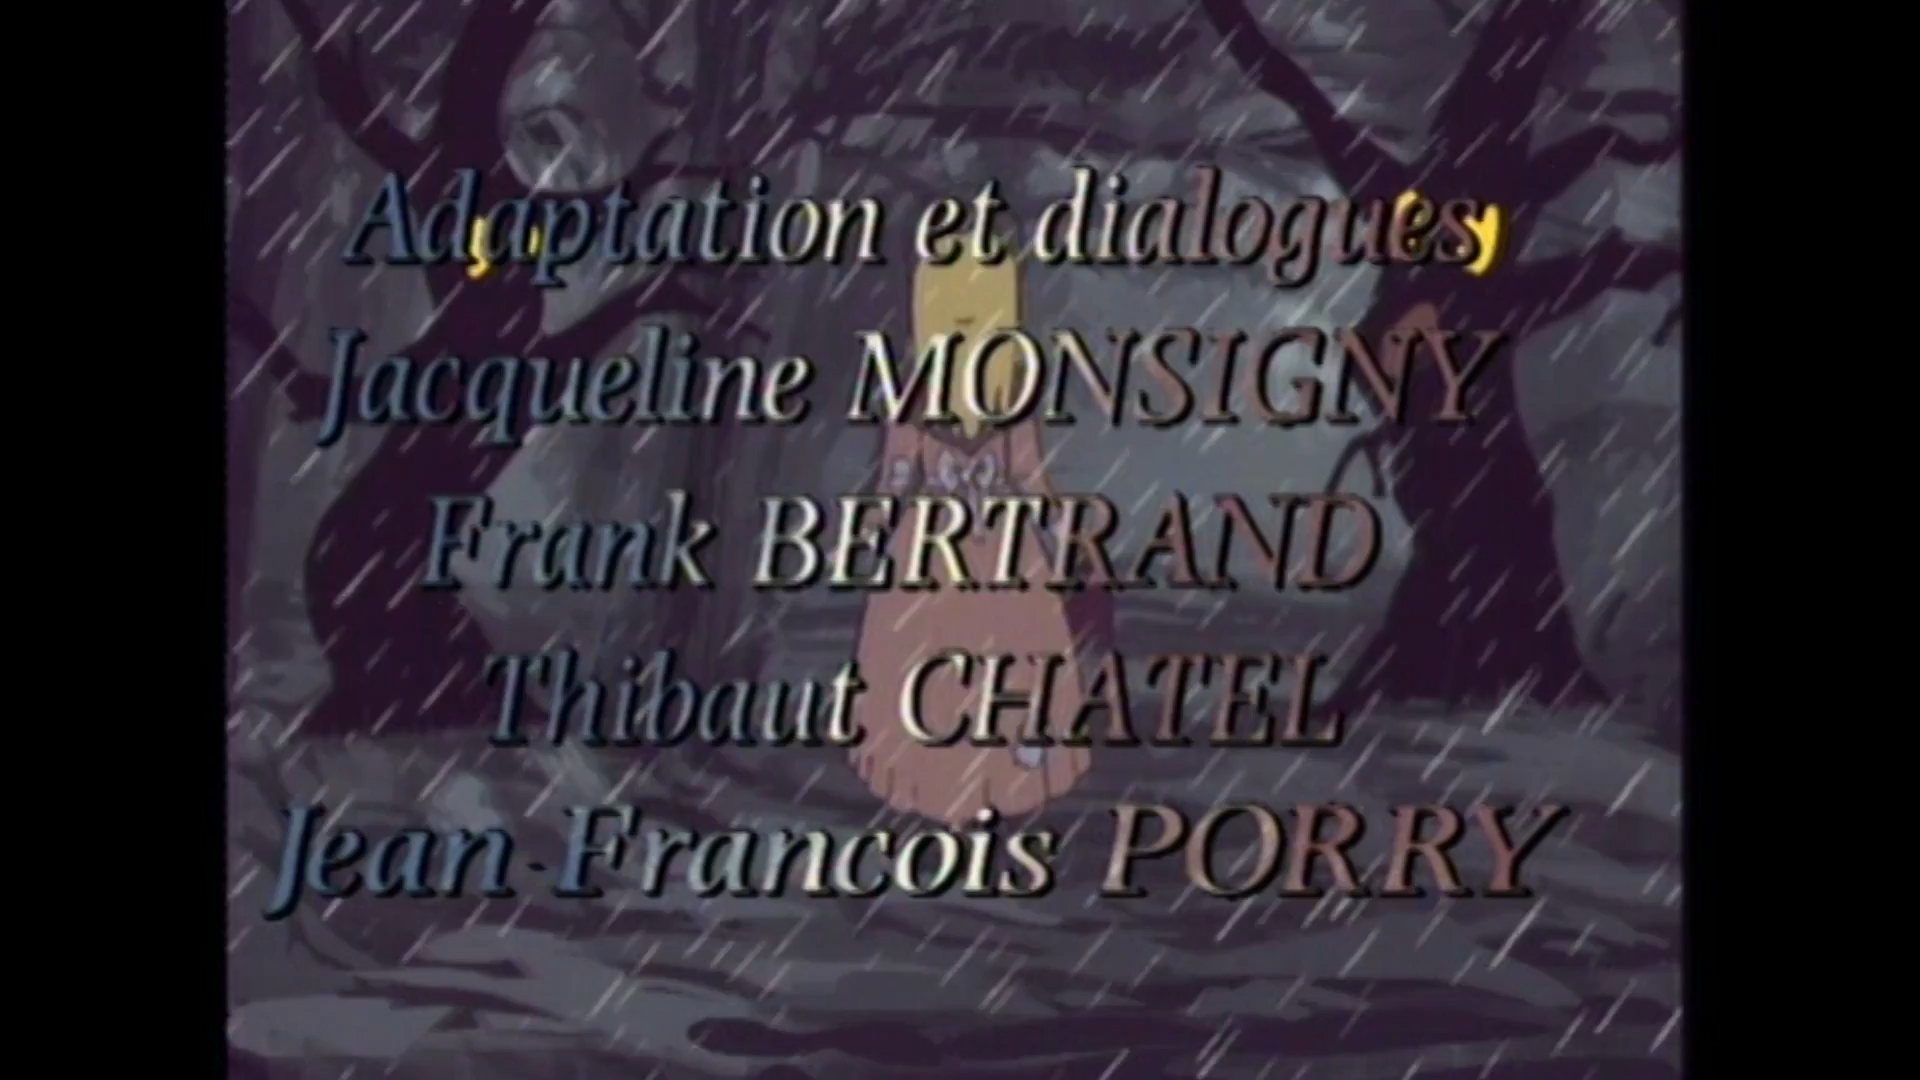 Adaptation et dialogues
Jacqueline MONSIGNY
Frank BERTRAND
Thibaut CHATEL
Jean-Francois PORRY